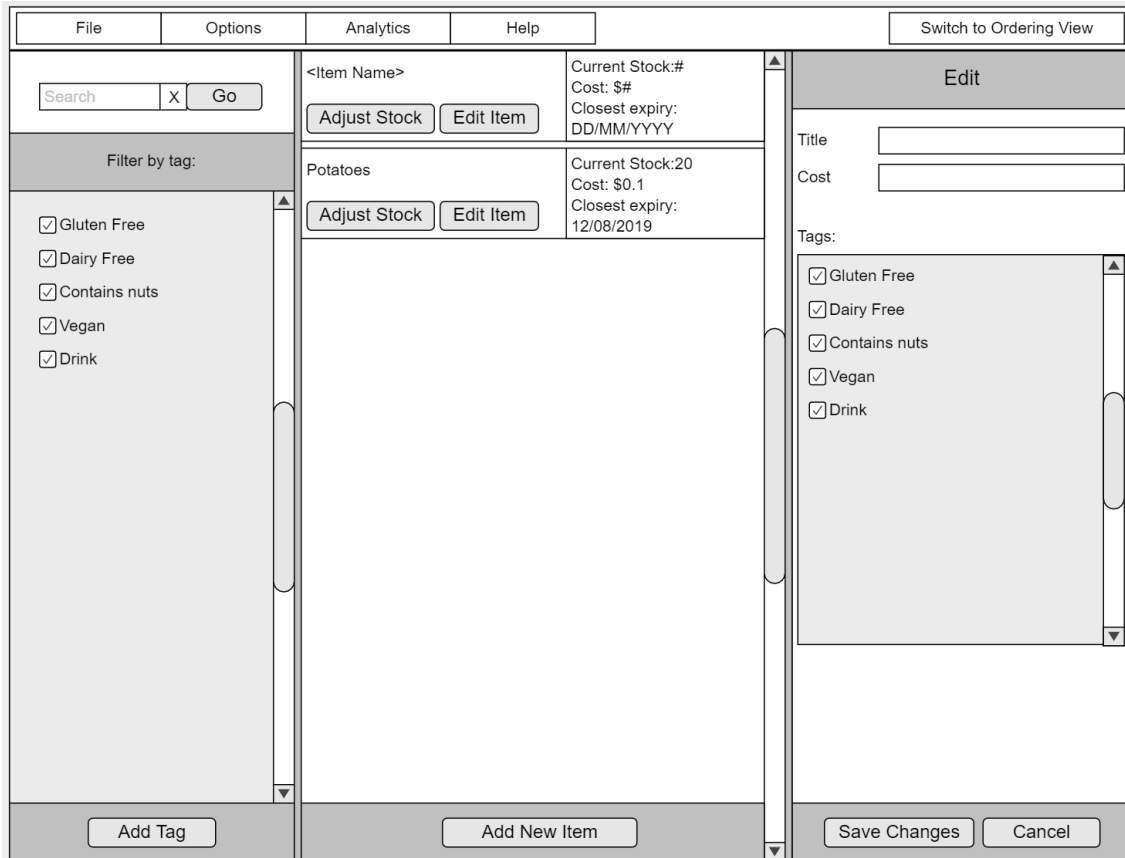 File
Options
Analytics
Help
Switch to Ordering View
Search
X
Go
Filter by tag:
Gluten Free
Dairy Free
Contains nuts
Vegan
Drink
Add Tag
<Item Name>
Adjust Stock
Edit Item
Current Stock:#
Cost: $#
Closest expiry:
DD/MM/YYYY
Potatoes
Adjust Stock
Edit Item
Current Stock:20
Cost: $0.1
Closest expiry:
12/08/2019
Add New Item
Edit
Title
Cost
Tags:
Gluten Free
Dairy Free
Contains nuts
Vegan
Drink
Save Changes
Cancel